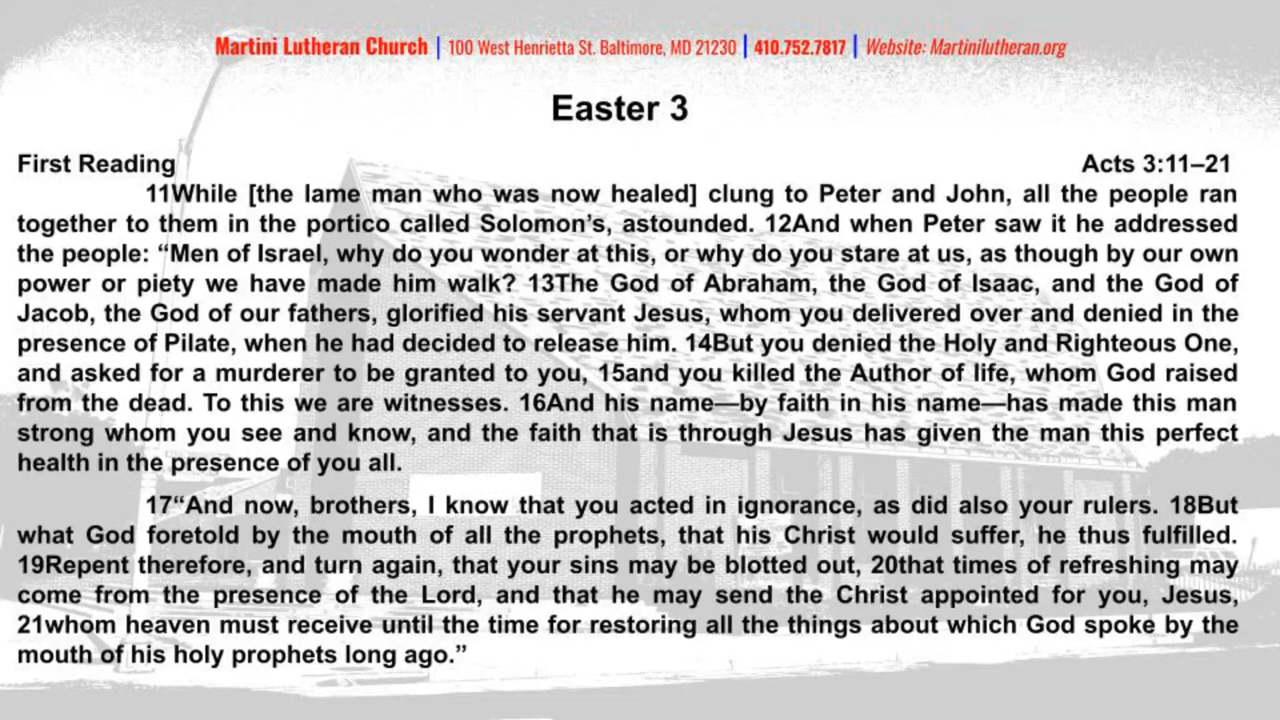 Martini Lutheran Church | 100 West Henrietta St. Baltimore, MD 21230 | 410.752.7817 | Website: Martinilutheran.org
Easter 3
First Reading Acts 3:11–21
11While [the lame man who was now healed] clung to Peter and John, all the people ran
together to them in the portico called Solomon’s, astounded. 12And when Peter saw it he addressed
the people: “Men of Israel, why do you wonder at this, or why do you stare at us, as though by our own
power or piety we have made him walk? 13The God of Abraham, the God of Isaac, and the God of
Jacob, the God of our fathers, glorified his servant Jesus, whom you delivered over and denied in the
presence of Pilate, when he had decided to release him. 14But you denied the Holy and Righteous One,
and asked for a murderer to be granted to you, 15and you killed the Author of life, whom God raised
from the dead. To this we are witnesses. 16And his name—by faith in his name—has made this man
strong whom you see and know, and the faith that is through Jesus has given the man this perfect
health in the presence of you all.
17“And now, brothers, I know that you acted in ignorance, as did also your rulers. 18But
what God foretold by the mouth of all the prophets, that his Christ would suffer, he thus fulfilled.
19Repent therefore, and turn again, that your sins may be blotted out, 20that times of refreshing may
come from the presence of the Lord, and that he may send the Christ appointed for you, Jesus,
21whom heaven must receive until the time for restoring all the things about which God spoke by the
mouth of his holy prophets long ago.”